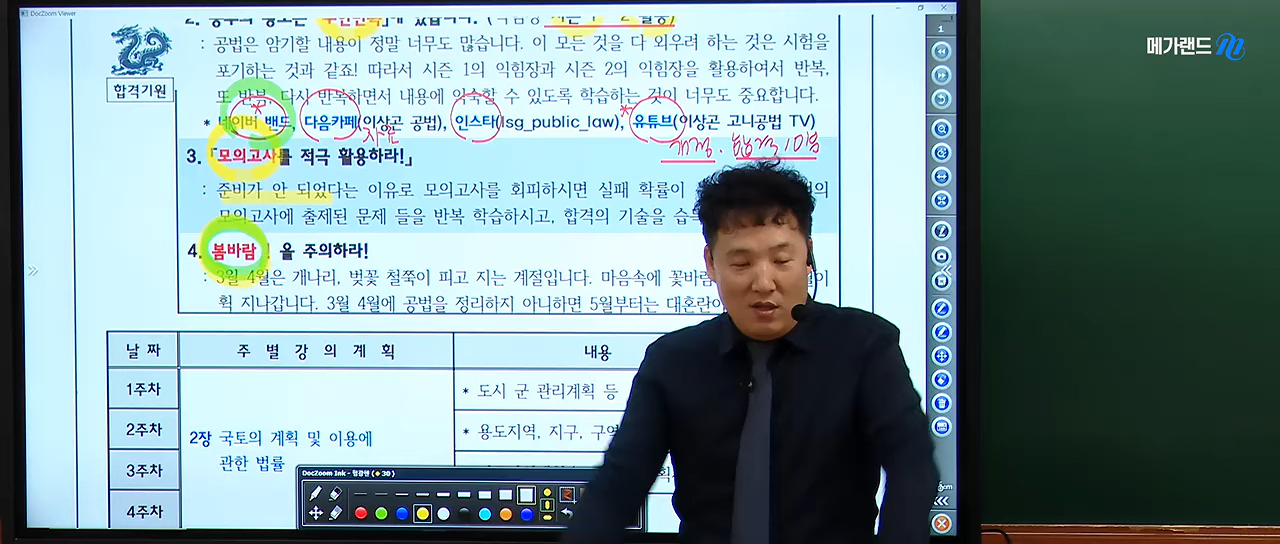 DocZoom Viewer
메가랜드
: 공법은 암기할 내용이 정말 너무도 많습니다. 이 모든 것을 다 외우려 하는 것은 시험을
포기하는 것과 같죠! 따라서 시즌 1의 익힘장과 시즌 2의 익힘장을 활용하여서 반복,
또 반복, 다시 반복하면서 내용에 익숙할 수 있도록 학습하는 것이 너무도 중요합니다.
합격기원
* 네이버 밴드, 다음카페(이상곤 공법), 인스타(lsg_public_law), 유튜브(이상곤 고니공법 TV)
3. 「모의고사를 적극 활용하라!」
: 준비가 안 되었다는 이유로 모의고사를 회피하시면 실패 확률이
모의고사에 출제된 문제 들을 반복 학습하시고, 합격의 기술을 습
4. 봄바람 ! 을 주의하라!
: 3월 4월은 개나리, 벚꽃 철쭉이 피고 지는 계절입니다. 마음속에 꽃바람
획 지나갑니다. 3월 4월에 공법을 정리하지 아니하면 5월부터는 대혼란
날 짜 주 별 강 의 계 획 내용
1주차 * 도시 군 관리계획 등
2주차 * 용도지역, 지구, 구역
2장 국토의 계획 및 이용에
관한 법률
3주차
4주차
DocZoom Ink - 형광펜 ( 30 )